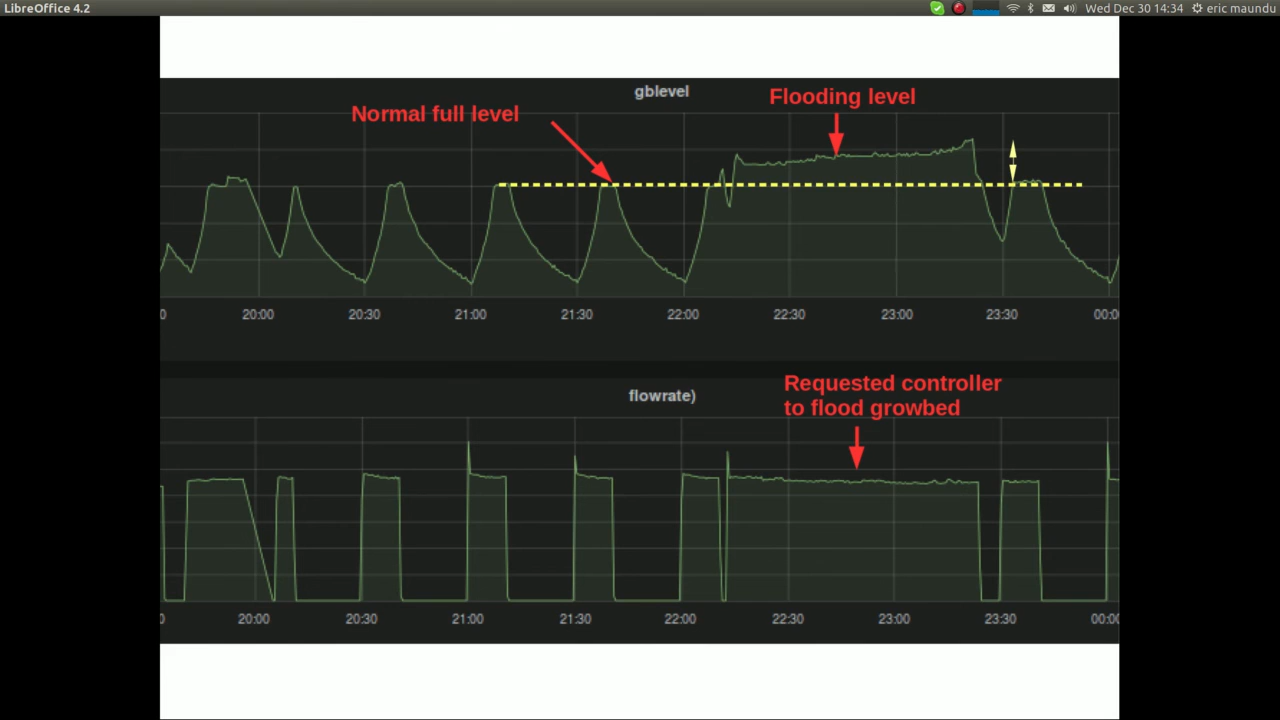 LibreOffice 4.2
Wed Dec 30 14:34 eric maundu
gblevel
Flooding level
Normal full level
0 20:00 20:30 21:00 21:30 22:00 22:30 23:00 23:30 00:0
Requested controller
to flood growbed
flowrate)
0 20:00 20:30 21:00 21:30 22:00 22:30 23:00 23:30 00:0